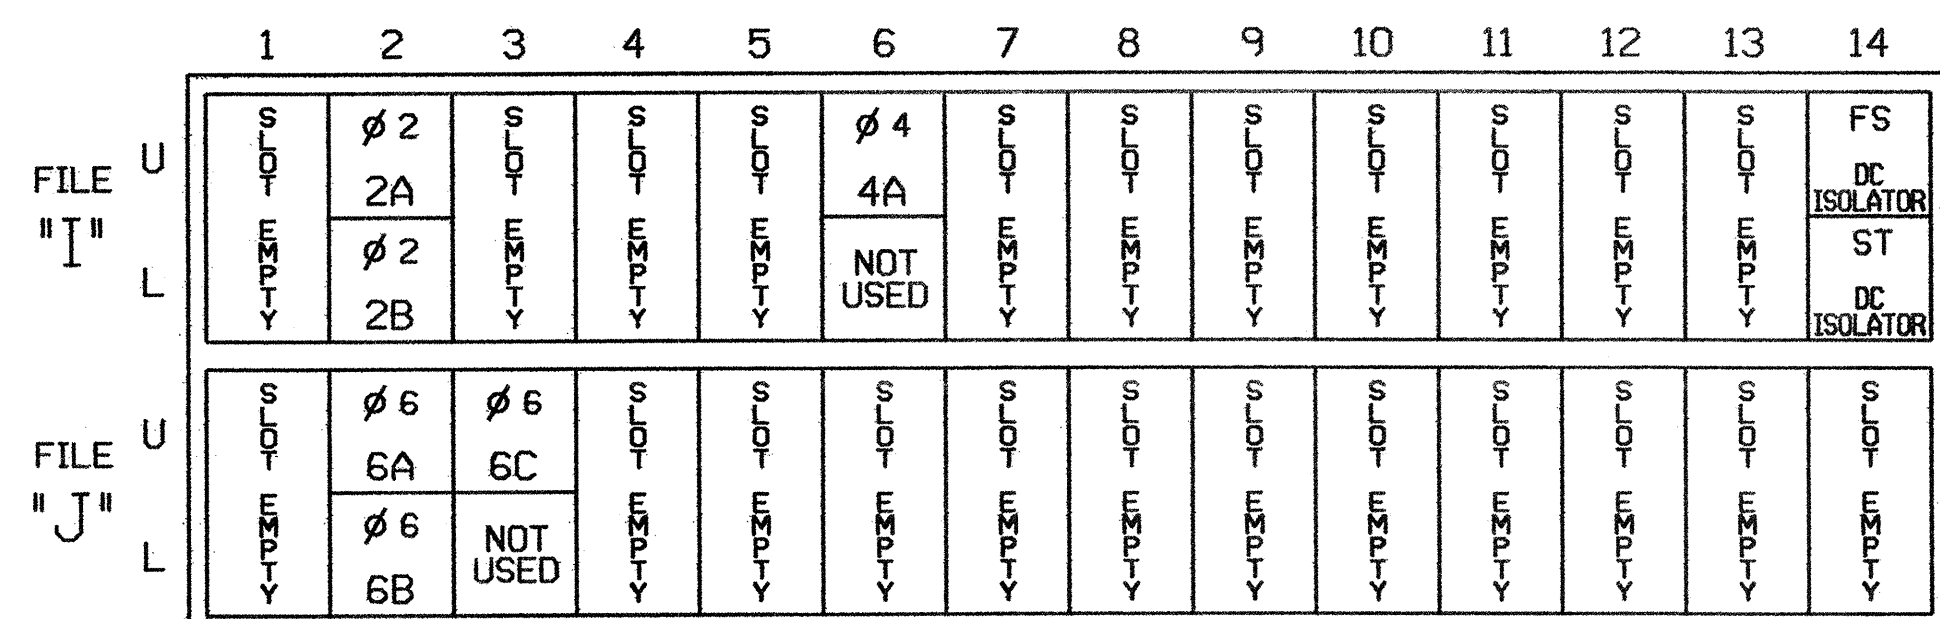 1 2 3 4 5 6 7 8 9 10 11 12 13 14
FILE "I"
U
L
SLOT EMPTY
Ø 2
2A
Ø 2
2B
SLOT EMPTY
SLOT EMPTY
SLOT EMPTY
Ø 4
4A
NOT
USED
SLOT EMPTY
SLOT EMPTY
SLOT EMPTY
SLOT EMPTY
SLOT EMPTY
SLOT EMPTY
SLOT EMPTY
FS
DC
ISOLATOR
ST
DC
ISOLATOR
FILE "J"
U
L
SLOT EMPTY
Ø 6
6A
Ø 6
6B
Ø 6
6C
NOT
USED
SLOT EMPTY
SLOT EMPTY
SLOT EMPTY
SLOT EMPTY
SLOT EMPTY
SLOT EMPTY
SLOT EMPTY
SLOT EMPTY
SLOT EMPTY
SLOT EMPTY
SLOT EMPTY